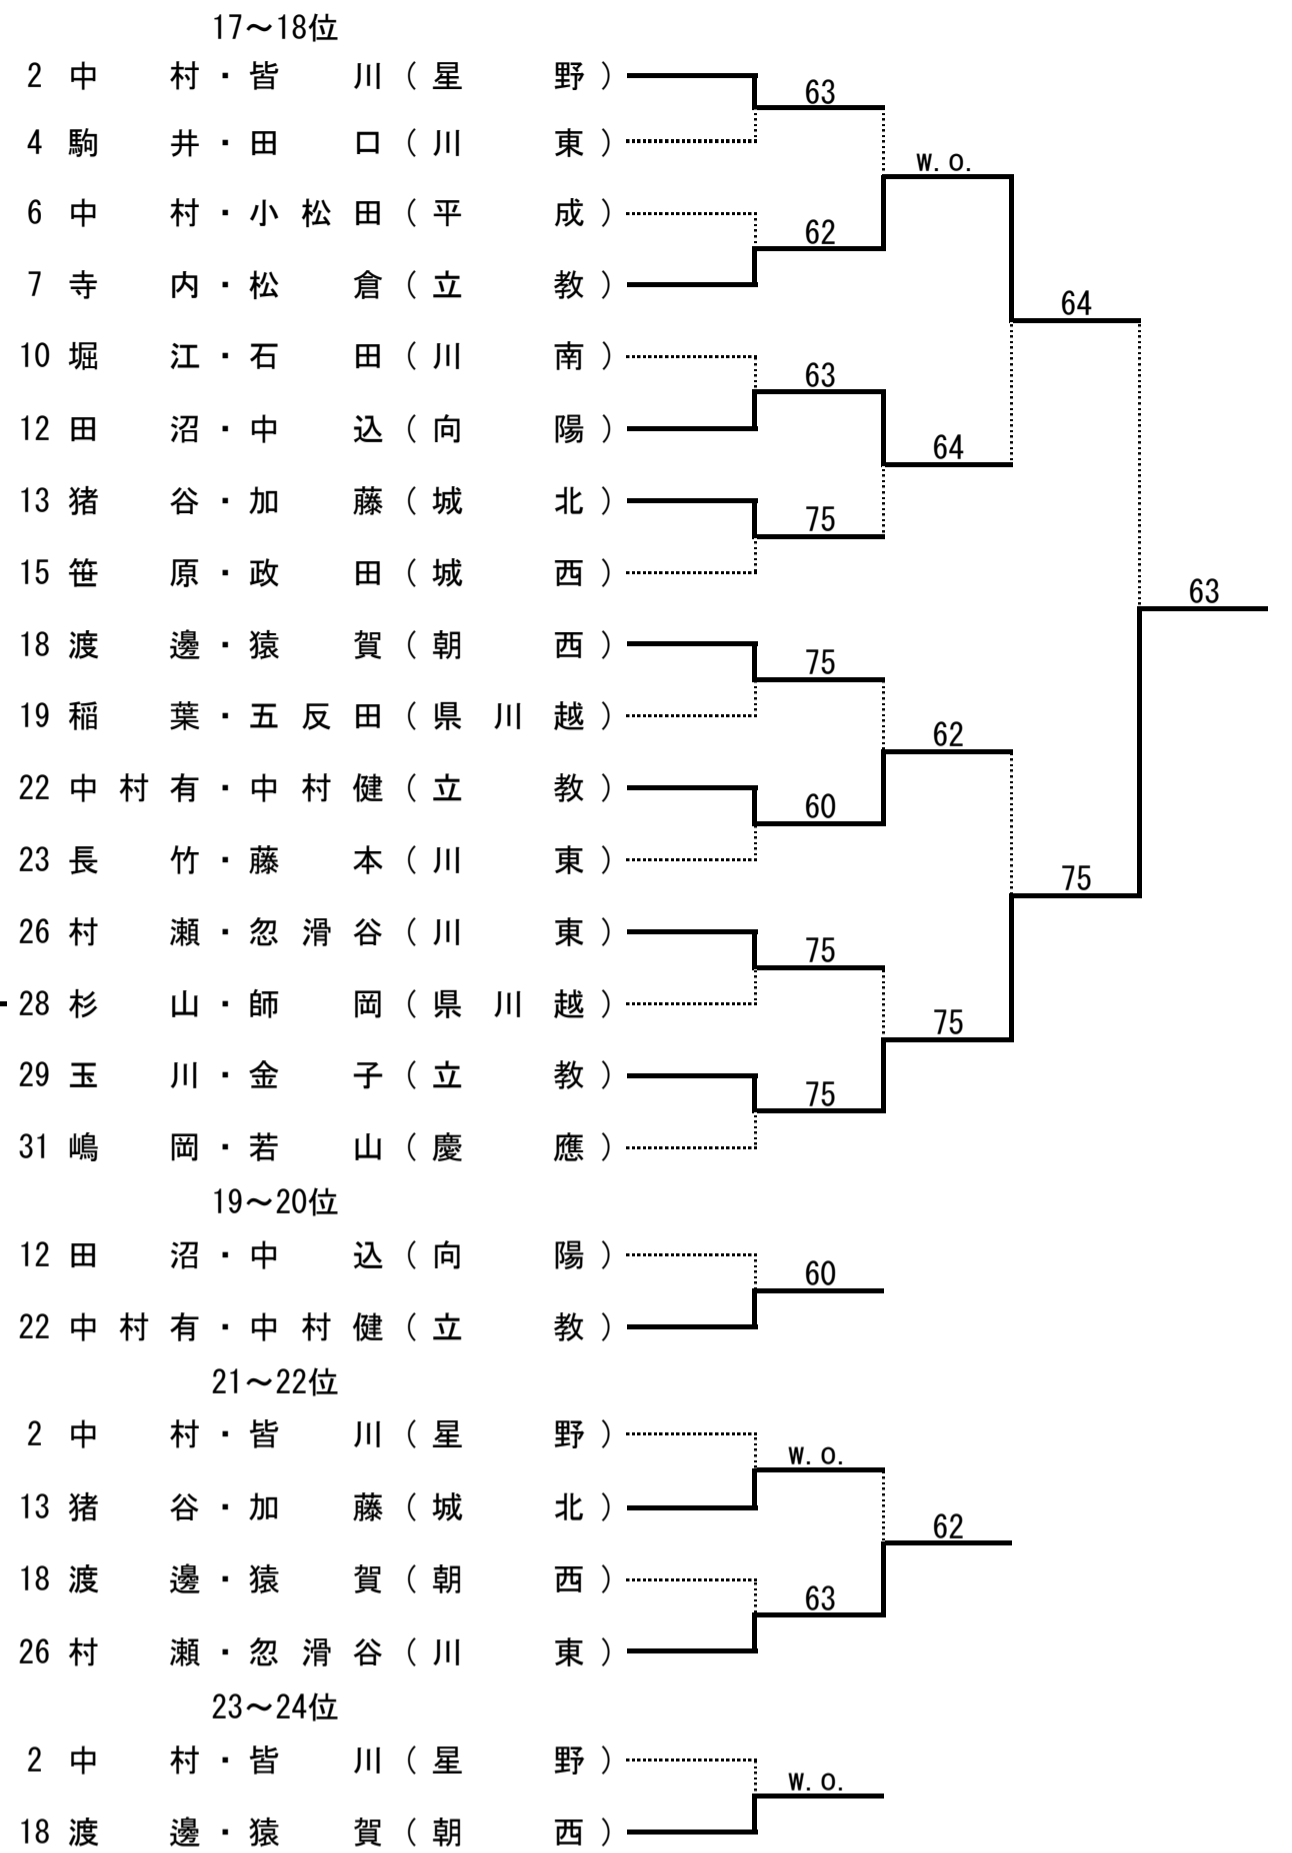 17～18位
2 中村・皆川(星野)
63
4 駒井・田口(川東)
w.o.
6 中村・小松田(平成)
62
7 寺内・松倉(立教)
64
10 堀江・石田(川南)
63
12 田沼・中込(向陽)
64
13 猪谷・加藤(城北)
75
15 笹原・政田(城西)
63
18 渡邊・猿賀(朝西)
75
19 稲葉・五反田(県川越)
62
22 中村有・中村健(立教)
60
23 長竹・藤本(川東)
75
26 村瀬・忽滑谷(川東)
75
28 杉山・師岡(県川越)
75
29 玉川・金子(立教)
75
31 嶋岡・若山(慶應)
19～20位
12 田沼・中込(向陽)
60
22 中村有・中村健(立教)
21～22位
2 中村・皆川(星野)
w.o.
13 猪谷・加藤(城北)
62
18 渡邊・猿賀(朝西)
63
26 村瀬・忽滑谷(川東)
23～24位
2 中村・皆川(星野)
w.o.
18 渡邊・猿賀(朝西)